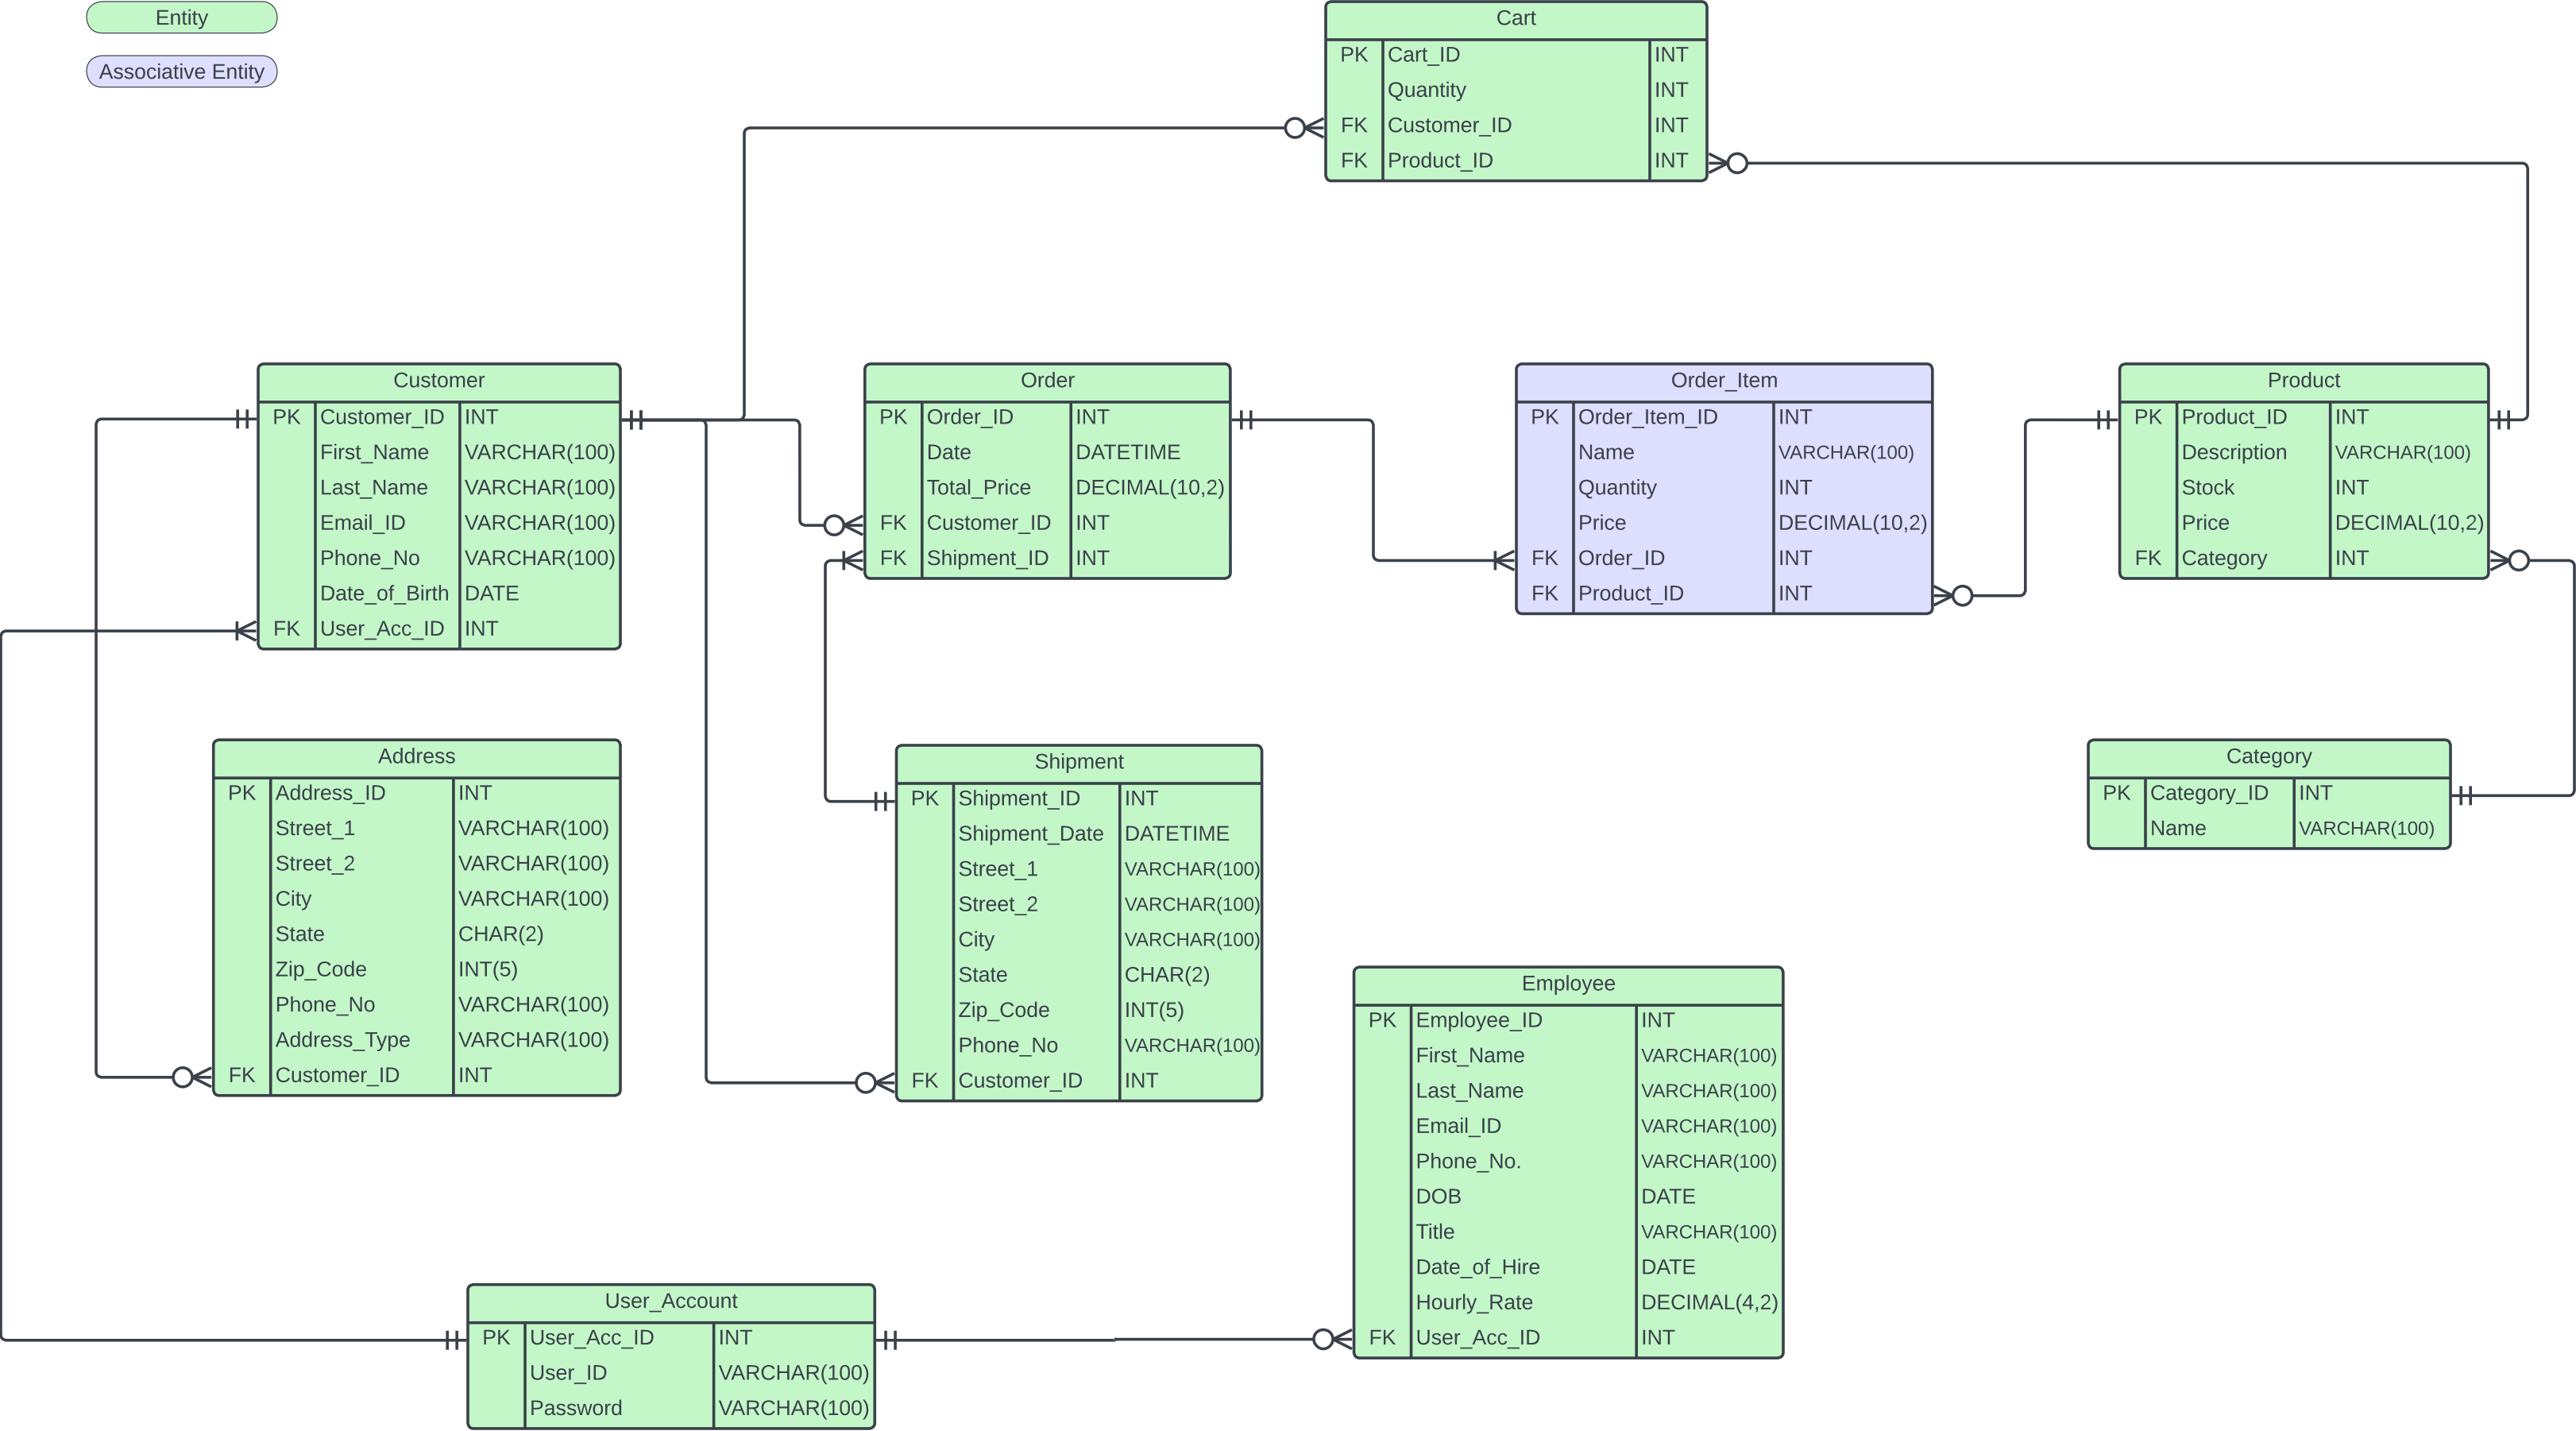 Entity
Associative Entity
Cart
PK Cart_ID INT
Quantity INT
FK Customer_ID INT
FK Product_ID INT
Customer
PK Customer_ID INT
First_Name VARCHAR(100)
Last_Name VARCHAR(100)
Email_ID VARCHAR(100)
Phone_No VARCHAR(100)
Date_of_Birth DATE
FK User_Acc_ID INT
Order
PK Order_ID INT
Date DATETIME
Total_Price DECIMAL(10,2)
FK Customer_ID INT
FK Shipment_ID INT
Order_Item
PK Order_Item_ID INT
Name VARCHAR(100)
Quantity INT
Price DECIMAL(10,2)
FK Order_ID INT
FK Product_ID INT
Product
PK Product_ID INT
Description VARCHAR(100)
Stock INT
Price DECIMAL(10,2)
FK Category INT
Address
PK Address_ID INT
Street_1 VARCHAR(100)
Street_2 VARCHAR(100)
City VARCHAR(100)
State CHAR(2)
Zip_Code INT(5)
Phone_No VARCHAR(100)
Address_Type VARCHAR(100)
FK Customer_ID INT
Shipment
PK Shipment_ID INT
Shipment_Date DATETIME
Street_1 VARCHAR(100)
Street_2 VARCHAR(100)
City VARCHAR(100)
State CHAR(2)
Zip_Code INT(5)
Phone_No VARCHAR(100)
FK Customer_ID INT
Category
PK Category_ID INT
Name VARCHAR(100)
Employee
PK Employee_ID INT
First_Name VARCHAR(100)
Last_Name VARCHAR(100)
Email_ID VARCHAR(100)
Phone_No. VARCHAR(100)
DOB DATE
Title VARCHAR(100)
Date_of_Hire DATE
Hourly_Rate DECIMAL(4,2)
FK User_Acc_ID INT
User_Account
PK User_Acc_ID INT
User_ID VARCHAR(100)
Password VARCHAR(100)